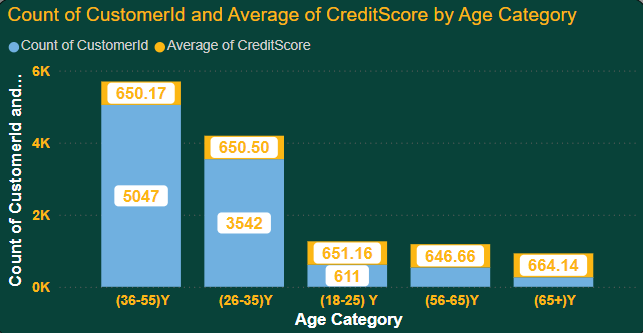 Count of CustomerId and Average of CreditScore by Age Category
Count of CustomerId Average of CreditScore
Count of CustomerId and...
6K
4K
2K
0K
650.17
5047
650.50
3542
651.16
611
646.66
664.14
(36-55)Y (26-35)Y (18-25) Y (56-65)Y (65+)Y
Age Category